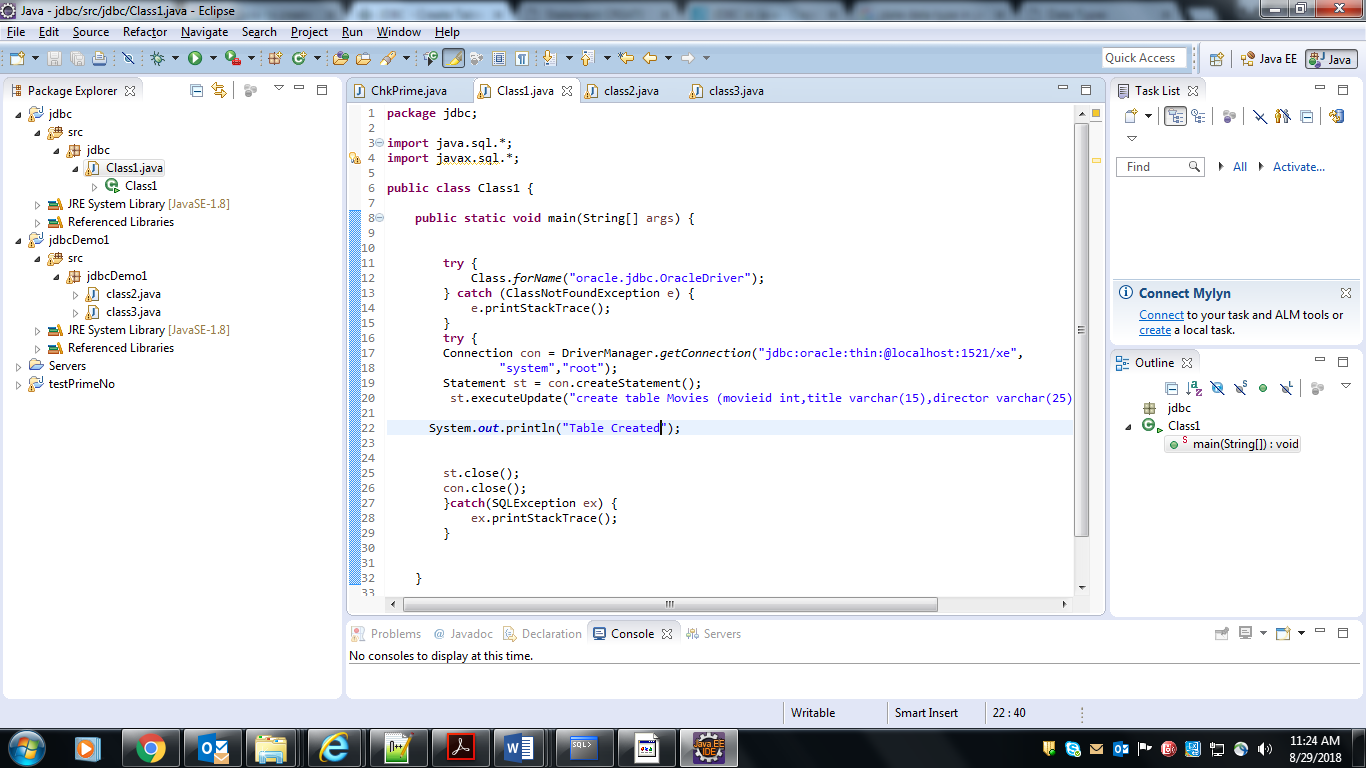 Java - jdbc/src/jdbc/Class1.java - Eclipse
File Edit Source Refactor Navigate Search Project Run Window Help
Quick Access
Java EE
Java
Package Explorer
jdbc
src
jdbc
Class1.java
Class1
JRE System Library [JavaSE-1.8]
Referenced Libraries
jdbcDemo1
src
jdbcDemo1
class2.java
class3.java
JRE System Library [JavaSE-1.8]
Referenced Libraries
Servers
testPrimeNo
ChkPrime.java Class1.java class2.java class3.java
1 package jdbc;
2
3 import java.sql.*;
4 import javax.sql.*;
5
6 public class Class1 {
7
8 public static void main(String[] args) {
9
10
11 try {
12 Class.forName("oracle.jdbc.OracleDriver");
13 } catch (ClassNotFoundException e) {
14 e.printStackTrace();
15 }
16 try {
17 Connection con = DriverManager.getConnection("jdbc:oracle:thin:@localhost:1521/xe",
18 "system","root");
19 Statement st = con.createStatement();
20 st.executeUpdate("create table Movies (movieid int,title varchar(15),director varchar(25)
21
22 System.out.println("Table Created");
23
24
25 st.close();
26 con.close();
27 }catch(SQLException ex) {
28 ex.printStackTrace();
29 }
30
31
32 }
33
Task List
Find
All
Activate...
Connect Mylyn
Connect to your task and ALM tools or
create a local task.
Outline
jdbc
Class1
main(String[]) : void
Problems @ Javadoc Declaration Console Servers
No consoles to display at this time.
Writable Smart Insert 22 : 40
Java EE
IDE
11:24 AM
8/29/2018